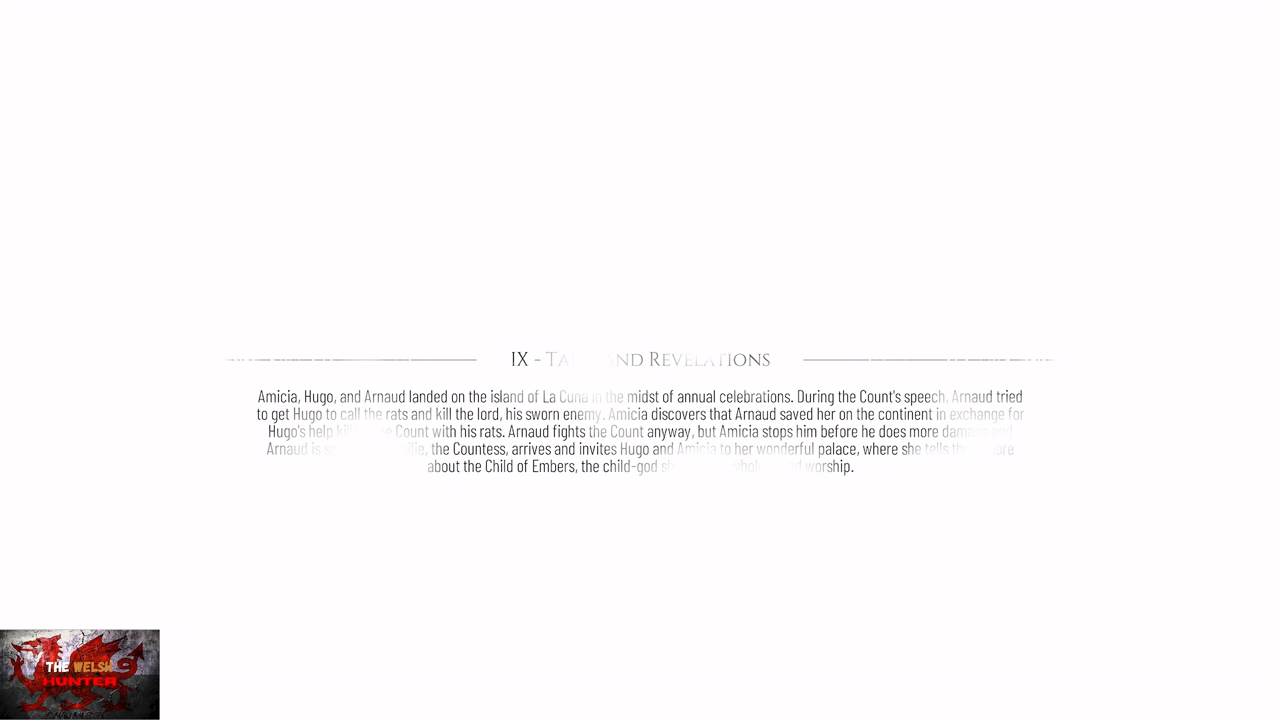 IX - AND REVELATIONS
Amicia, Hugo, and Arnaud landed on the island of La Cuna in the midst of annual celebrations. During the Count's speech, Arnaud tried
to get Hugo to call the rats and kill the lord, his sworn enemy. Amicia discovers that Arnaud saved her on the continent in exchange for
Hugo's help Count with his rats. Arnaud fights the Count anyway, but Amicia stops him before he does more and
Arnaud is the Countess, arrives and invites Hugo and Amicia to her wonderful palace, where she tells
about the Child of Embers, the child-god worship.
THE WELSH
HUNTER